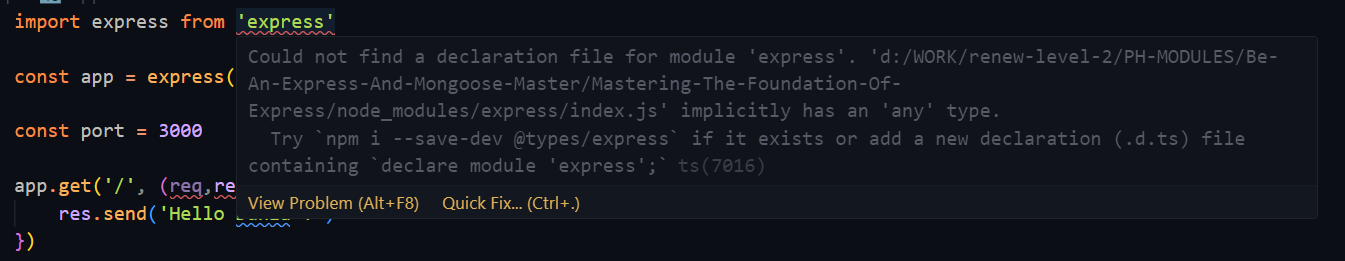 import express from 'express'
Could not find a declaration file for module 'express'. 'd:/WORK/renew-level-2/PH-MODULES/Be-
const app = express(
An-Express-And-Mongoose-Master/Mastering-The-Foundation-Of-
Express/node_modules/express/index.js' implicitly has an 'any' type.
const port = 3000
Try `npm i --save-dev @types/express` if it exists or add a new declaration (.d.ts) file
containing `declare module 'express';` ts(7016)
app.get('/', (req,re
View Problem (Alt+F8) Quick Fix... (Ctrl+.)
res.send('Hello
})